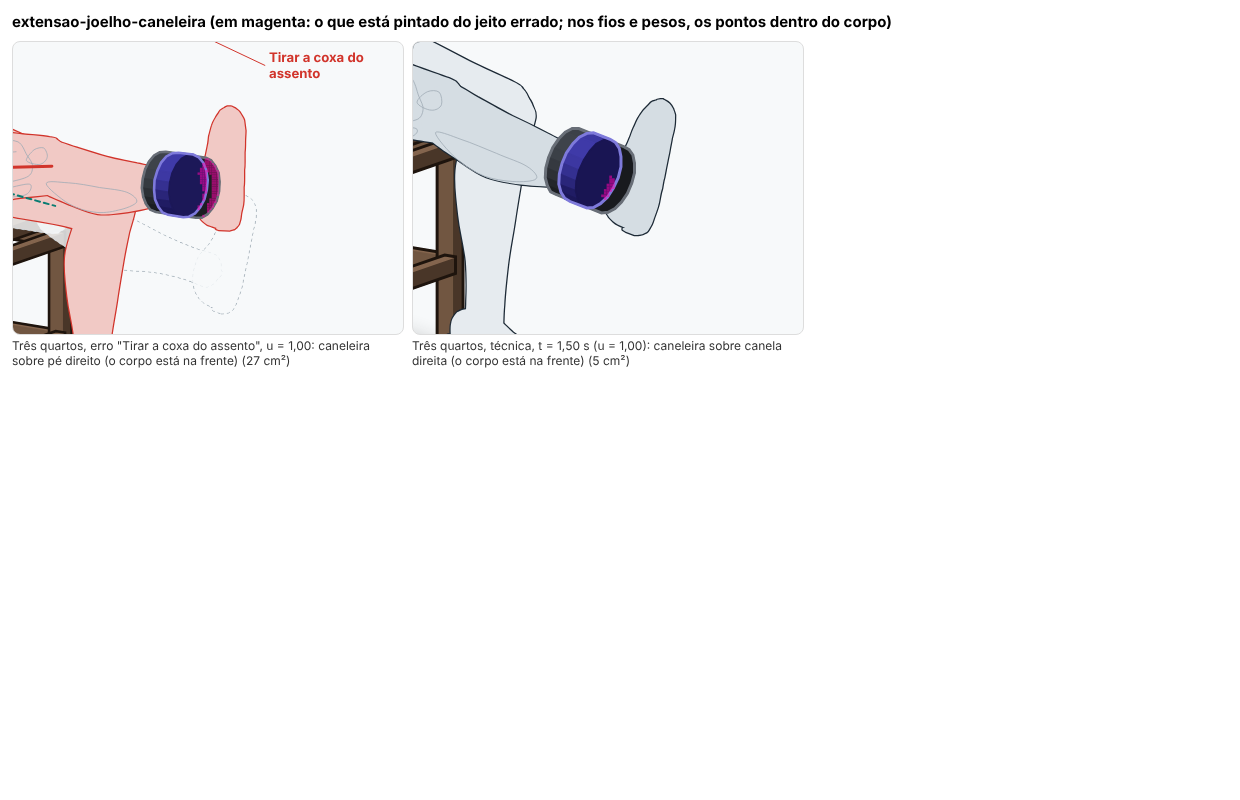 extensao-joelho-caneleira (em magenta: o que está pintado do jeito errado; nos fios e pesos, os pontos dentro do corpo)
Tirar a coxa do
assento
Três quartos, erro "Tirar a coxa do assento", u = 1,00: caneleira
sobre pé direito (o corpo está na frente) (27 cm²)
Três quartos, técnica, t = 1,50 s (u = 1,00): caneleira sobre canela
direita (o corpo está na frente) (5 cm²)